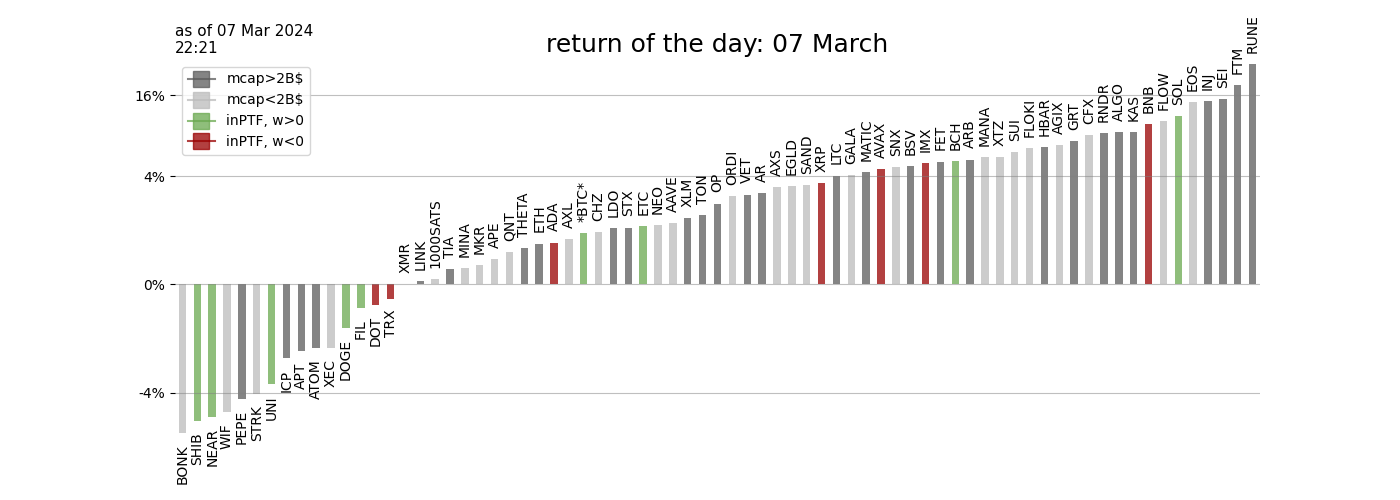 as of 07 Mar 2024
22:21
return of the day: 07 March
mcap>2B$
mcap<2B$
inPTF, w>0
inPTF, w<0
16%
4%
0%
-4%
BONK
SHIB
NEAR
WIF
PEPE
STRK
UNI
ICP
APT
ATOM
XEC
DOGE
FIL
DOT
TRX
XMR
LINK
1000SATS
TIA
MINA
MKR
APE
QNT
THETA
ETH
ADA
AXL
*BTC*
CHZ
LDO
STX
ETC
NEO
AAVE
XLM
TON
OP
ORDI
VET
AR
AXS
EGLD
SAND
XRP
LTC
GALA
MATIC
AVAX
SNX
BSV
IMX
FET
BCH
ARB
MANA
XTZ
SUI
FLOKI
HBAR
AGIX
GRT
CFX
RNDR
ALGO
KAS
BNB
FLOW
SOL
EOS
INJ
SEI
FTM
RUNE